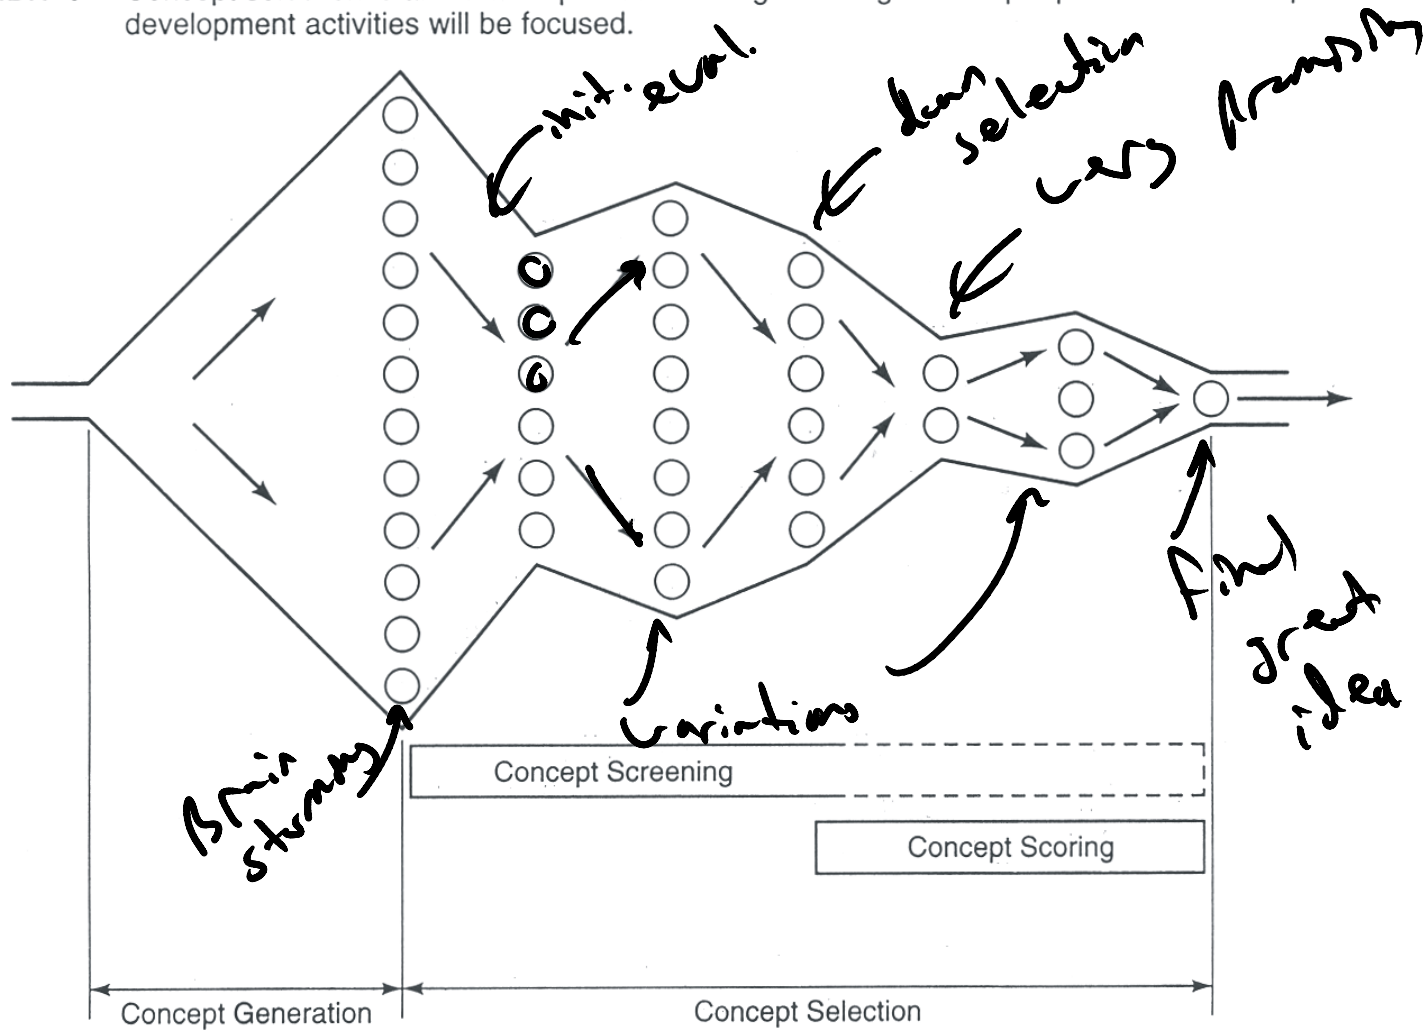 development activities will be focused.
init. eval.
down
selection
very promising
variations
final
great
idea
Brain
storming
Concept Screening
Concept Scoring
Concept Generation
Concept Selection